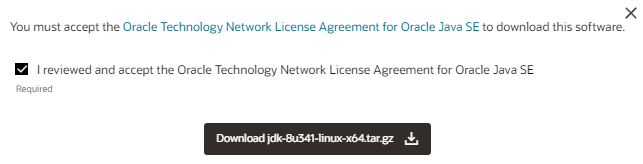 You must accept the Oracle Technology Network License Agreement for Oracle Java SE to download this software.
I reviewed and accept the Oracle Technology Network License Agreement for Oracle Java SE
Required
Download jdk-8u341-linux-x64.tar.gz